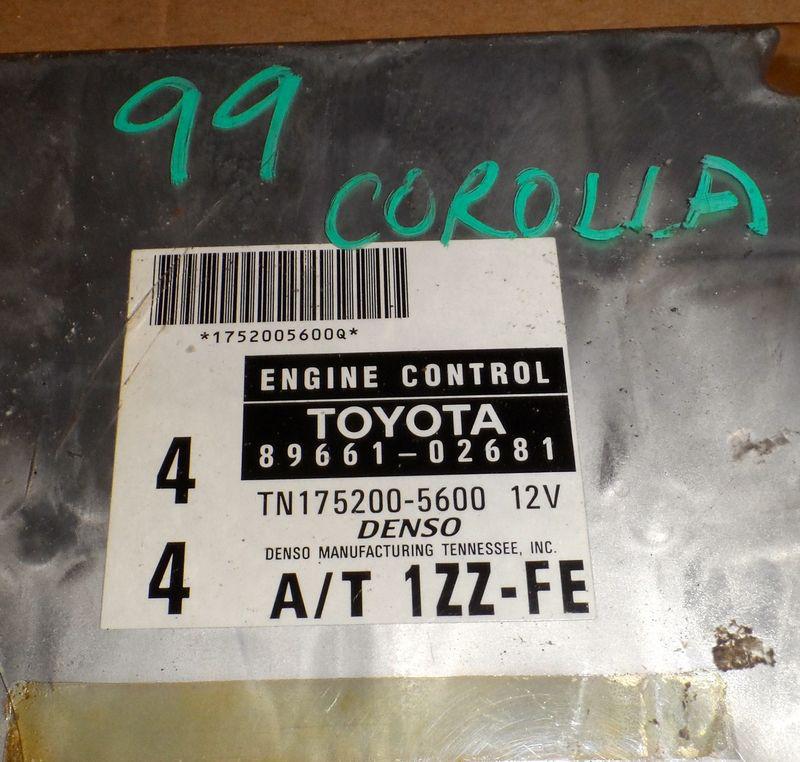 99
COROLLA
*1752005600Q*
ENGINE CONTROL
TOYOTA
89661-02681
4
TN175200-5600 12V
DENSO
DENSO MANUFACTURING TENNESSEE, INC.
4
A/T 1ZZ-FE